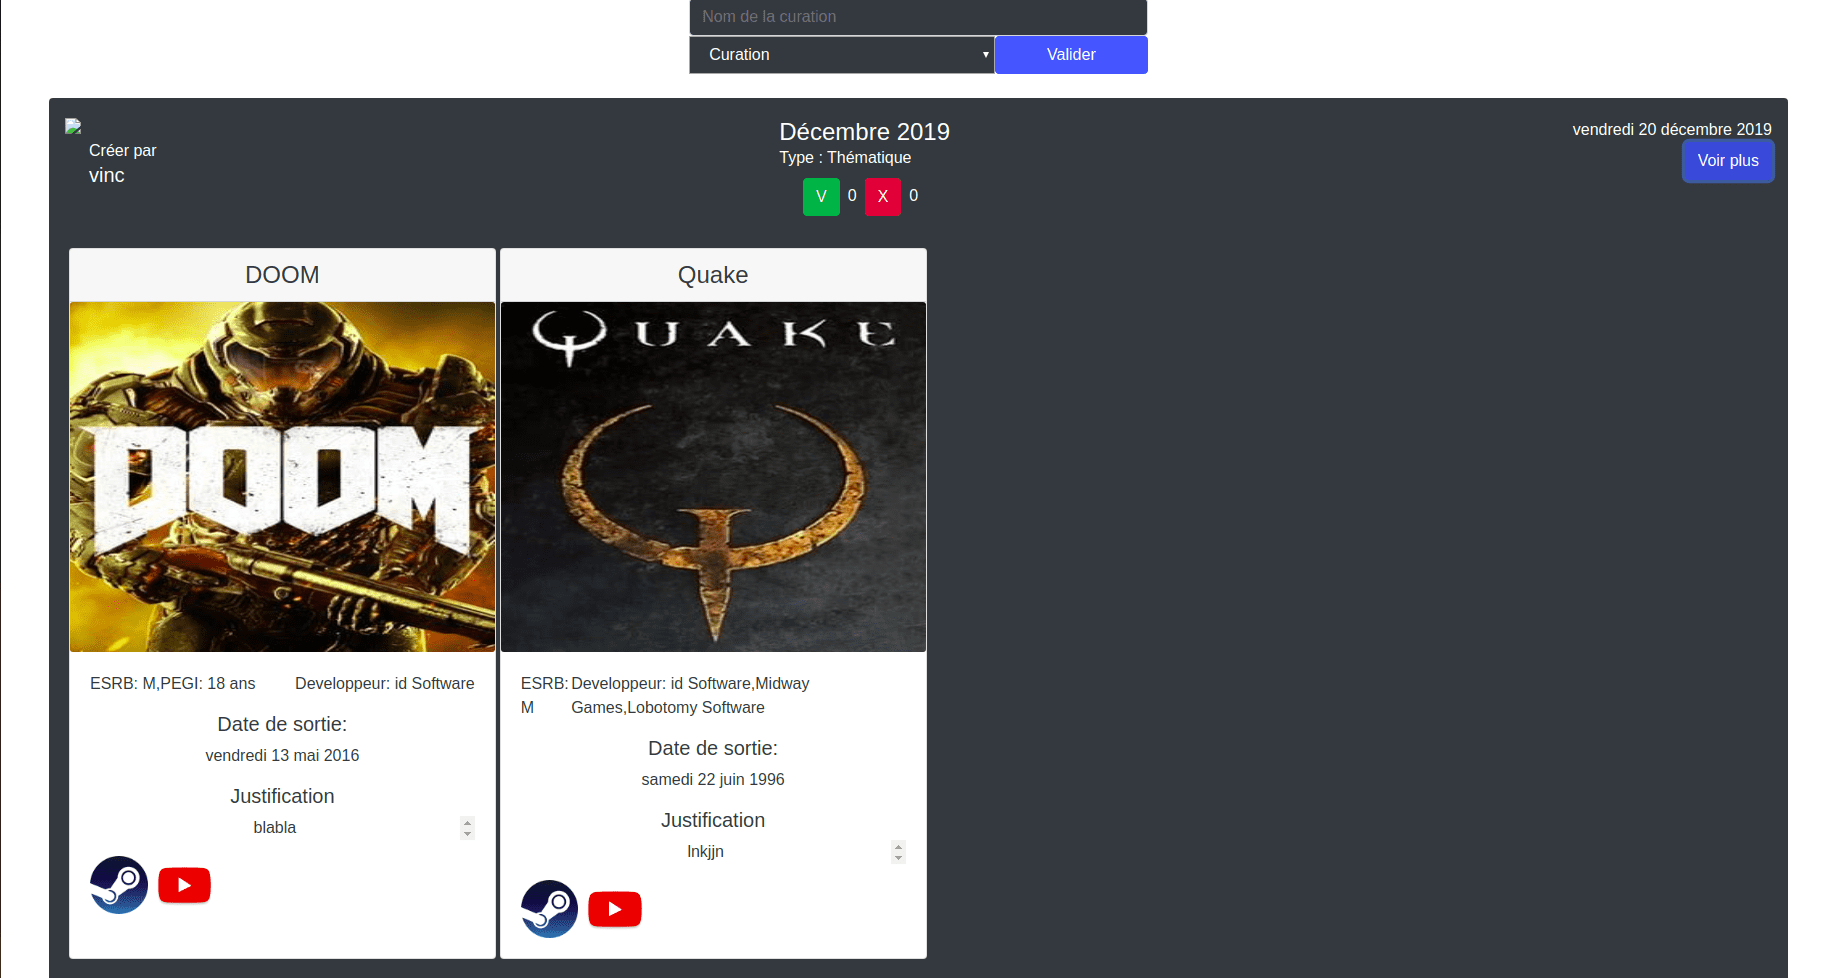 Nom de la curation
Curation
Valider
Créer par
vinc
Décembre 2019
Type : Thématique
V 0 X 0
vendredi 20 décembre 2019
Voir plus
DOOM
DOOM
ESRB: M,PEGI: 18 ans
Developpeur: id Software
Date de sortie:
vendredi 13 mai 2016
Justification
blabla
Quake
QUAKE
ESRB:
M
Developpeur: id Software,Midway
Games,Lobotomy Software
Date de sortie:
samedi 22 juin 1996
Justification
lnkjjn